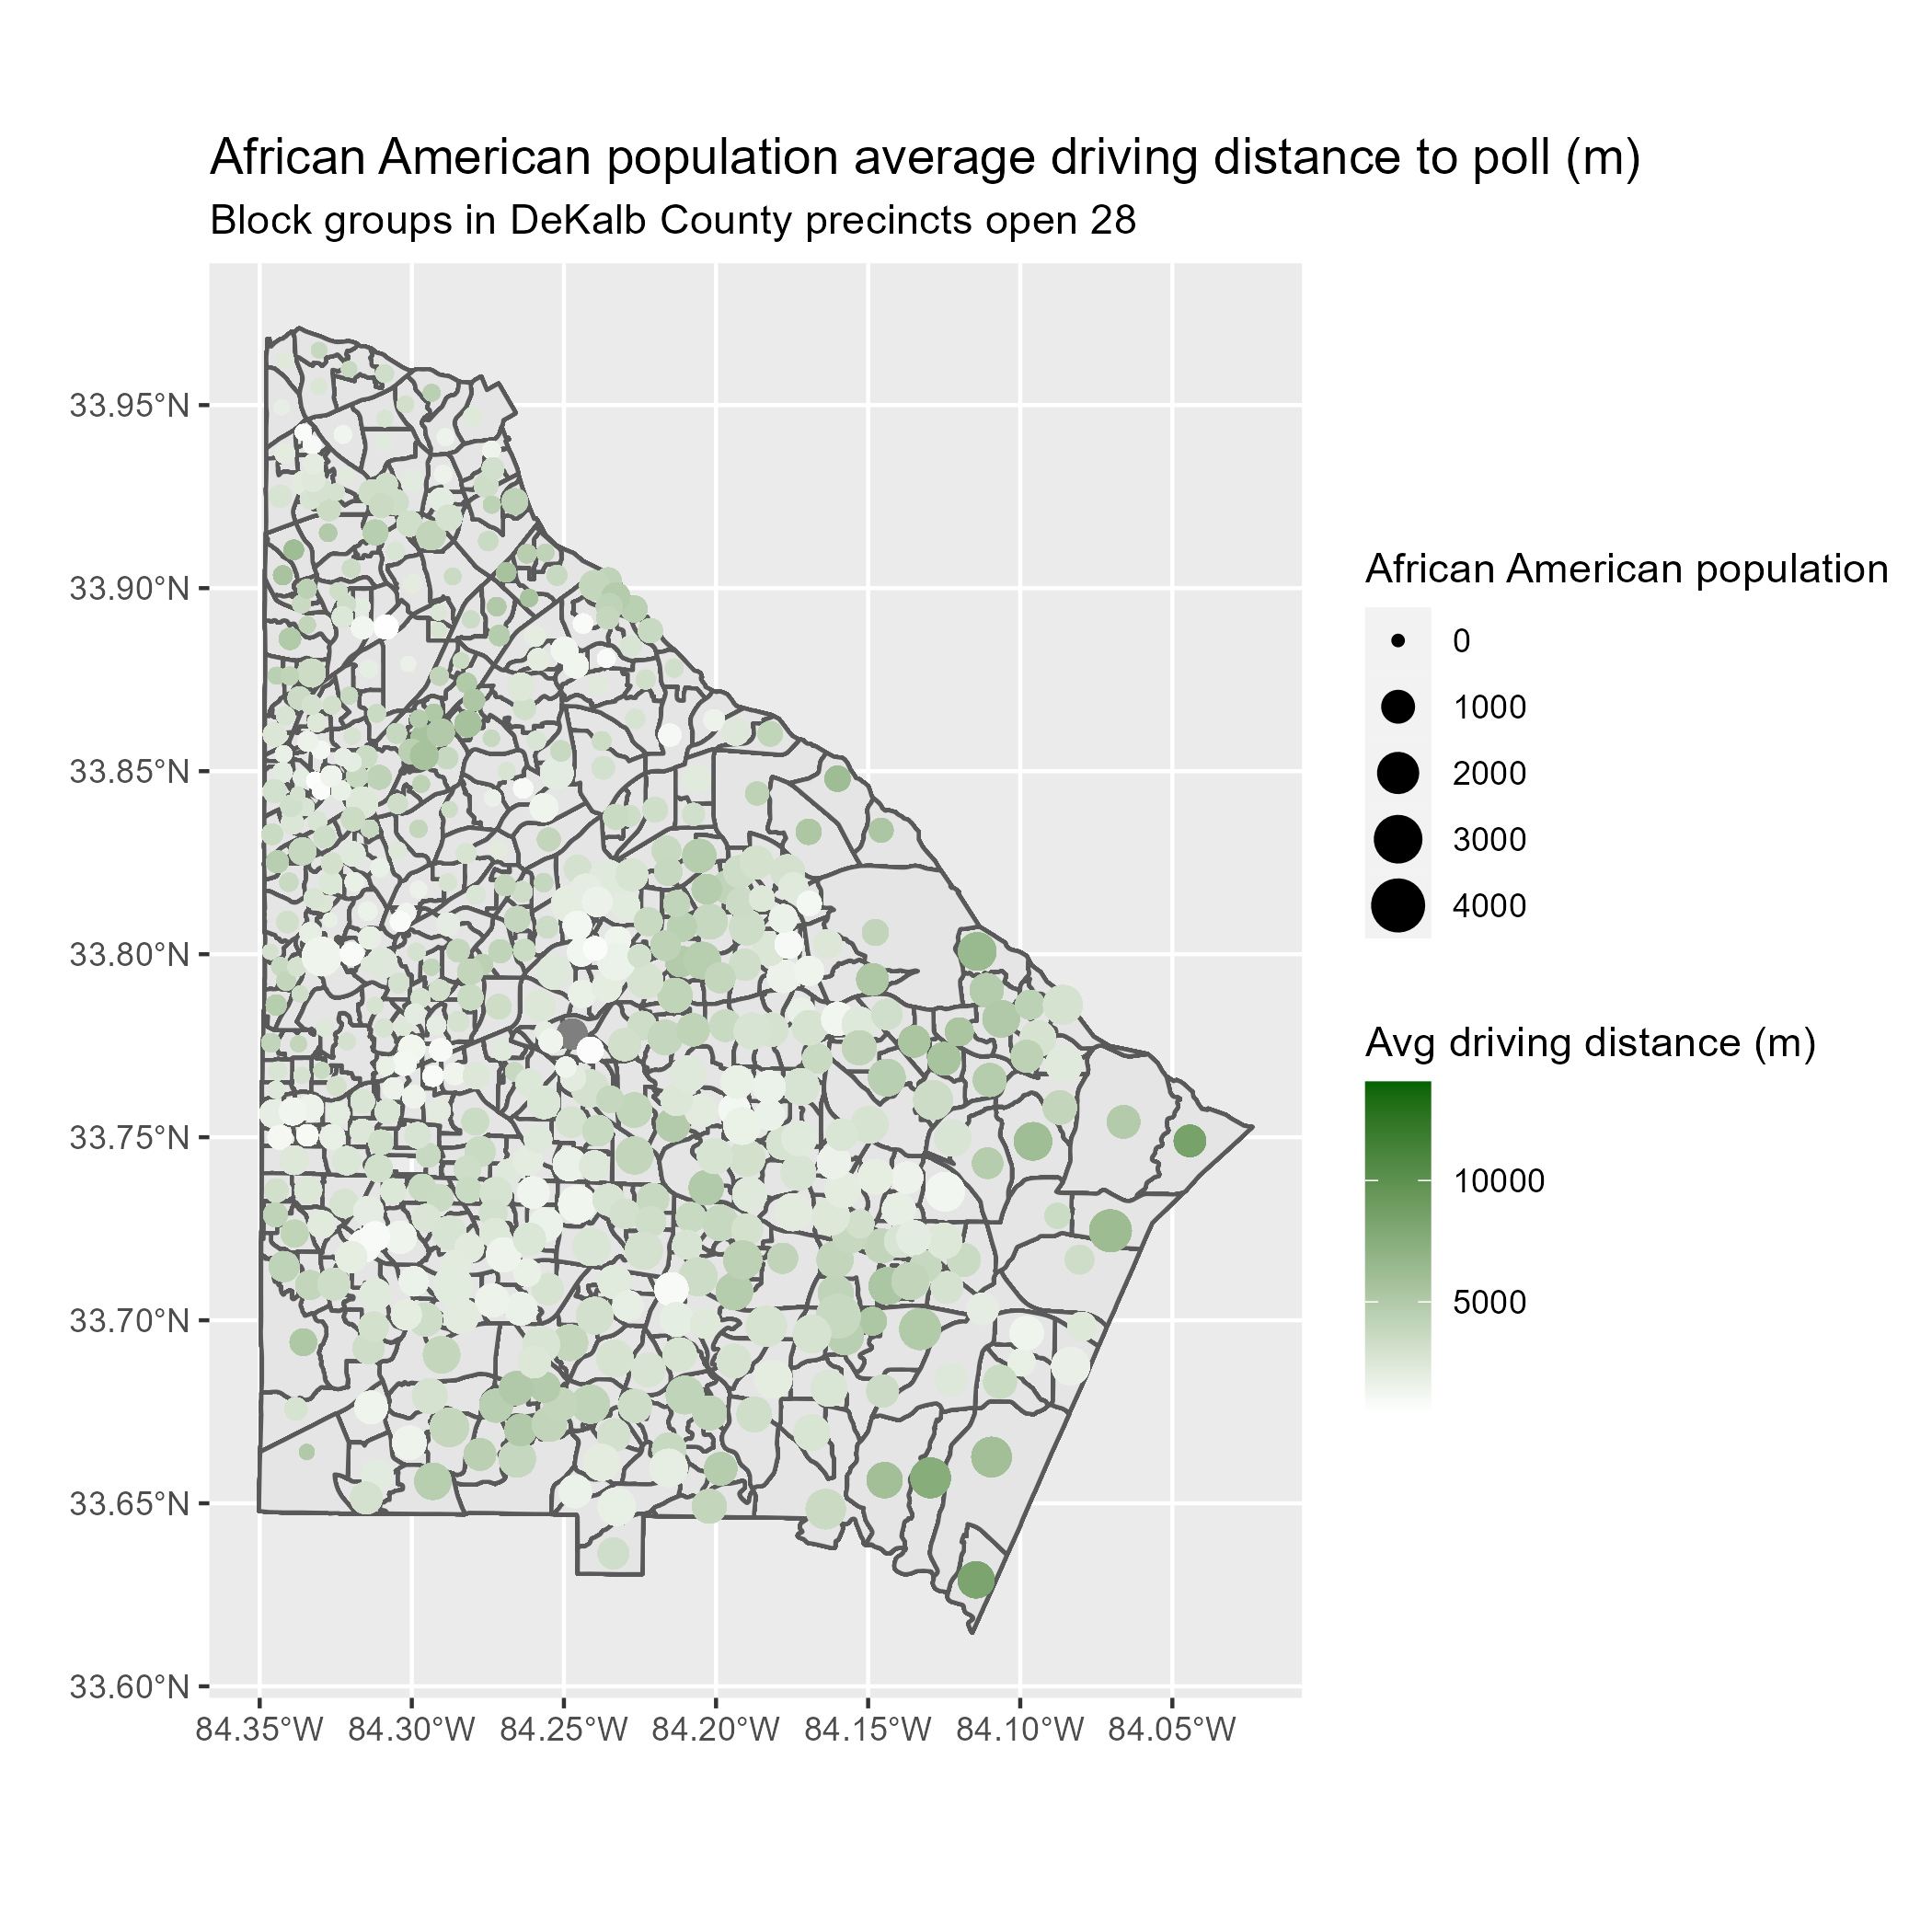 African American population average driving distance to poll (m)
Block groups in DeKalb County precincts open 28
33.95°N
33.90°N
33.85°N
33.80°N
33.75°N
33.70°N
33.65°N
33.60°N
84.35°W 84.30°W 84.25°W 84.20°W 84.15°W 84.10°W 84.05°W
African American population
0
1000
2000
3000
4000
Avg driving distance (m)
10000
5000